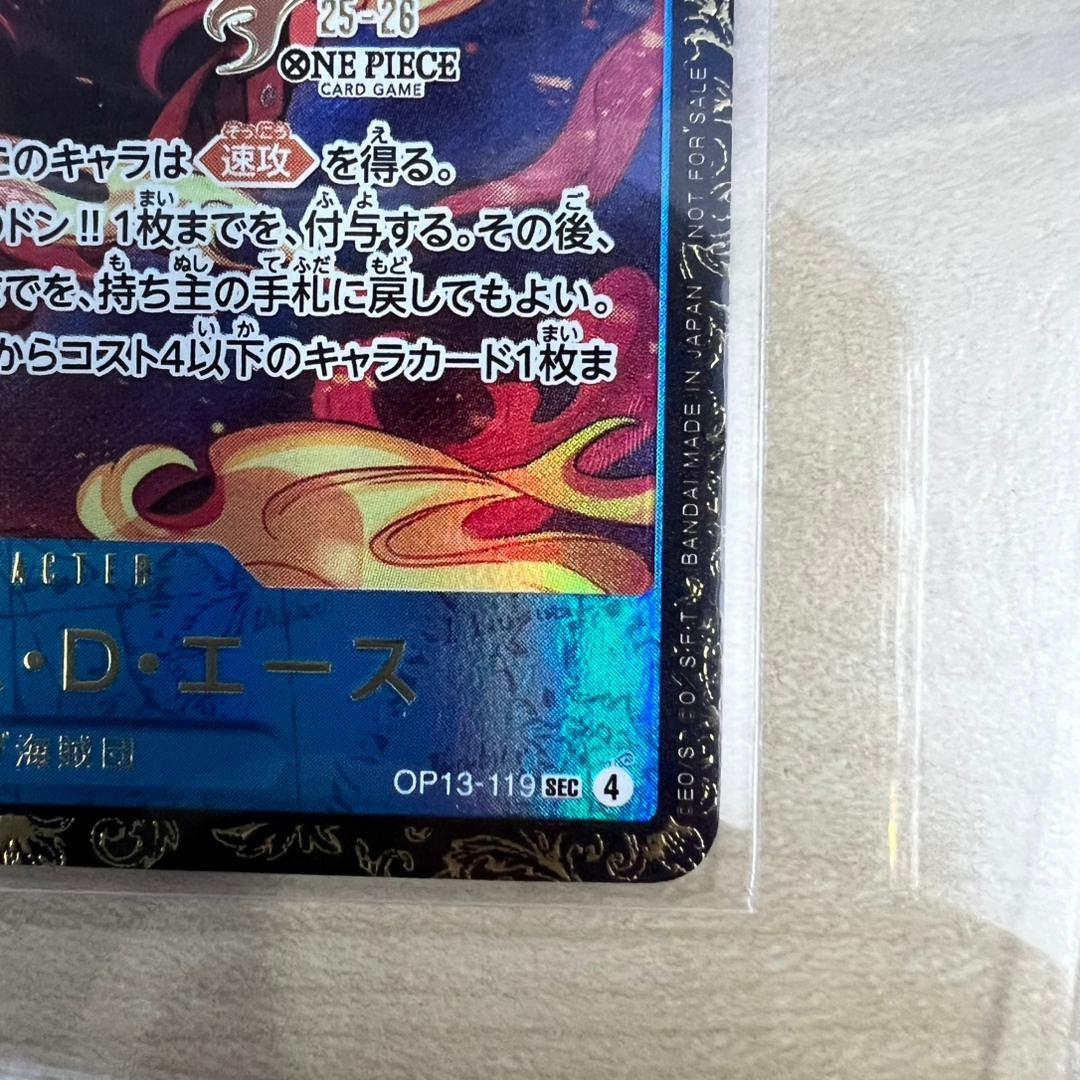 25-26
ONE PIECE
CARD GAME
このキャラは速攻を得る。
のドン!!1枚までを、付与する。その後、
でを、持ち主の手札に戻してもよい。
からコスト4以下のキャラカード1枚ま
ACTER
・D・エース
海賊団
OP13-119 SEC 4
BANDAI MADE IN JAPAN NOT FOR SALE